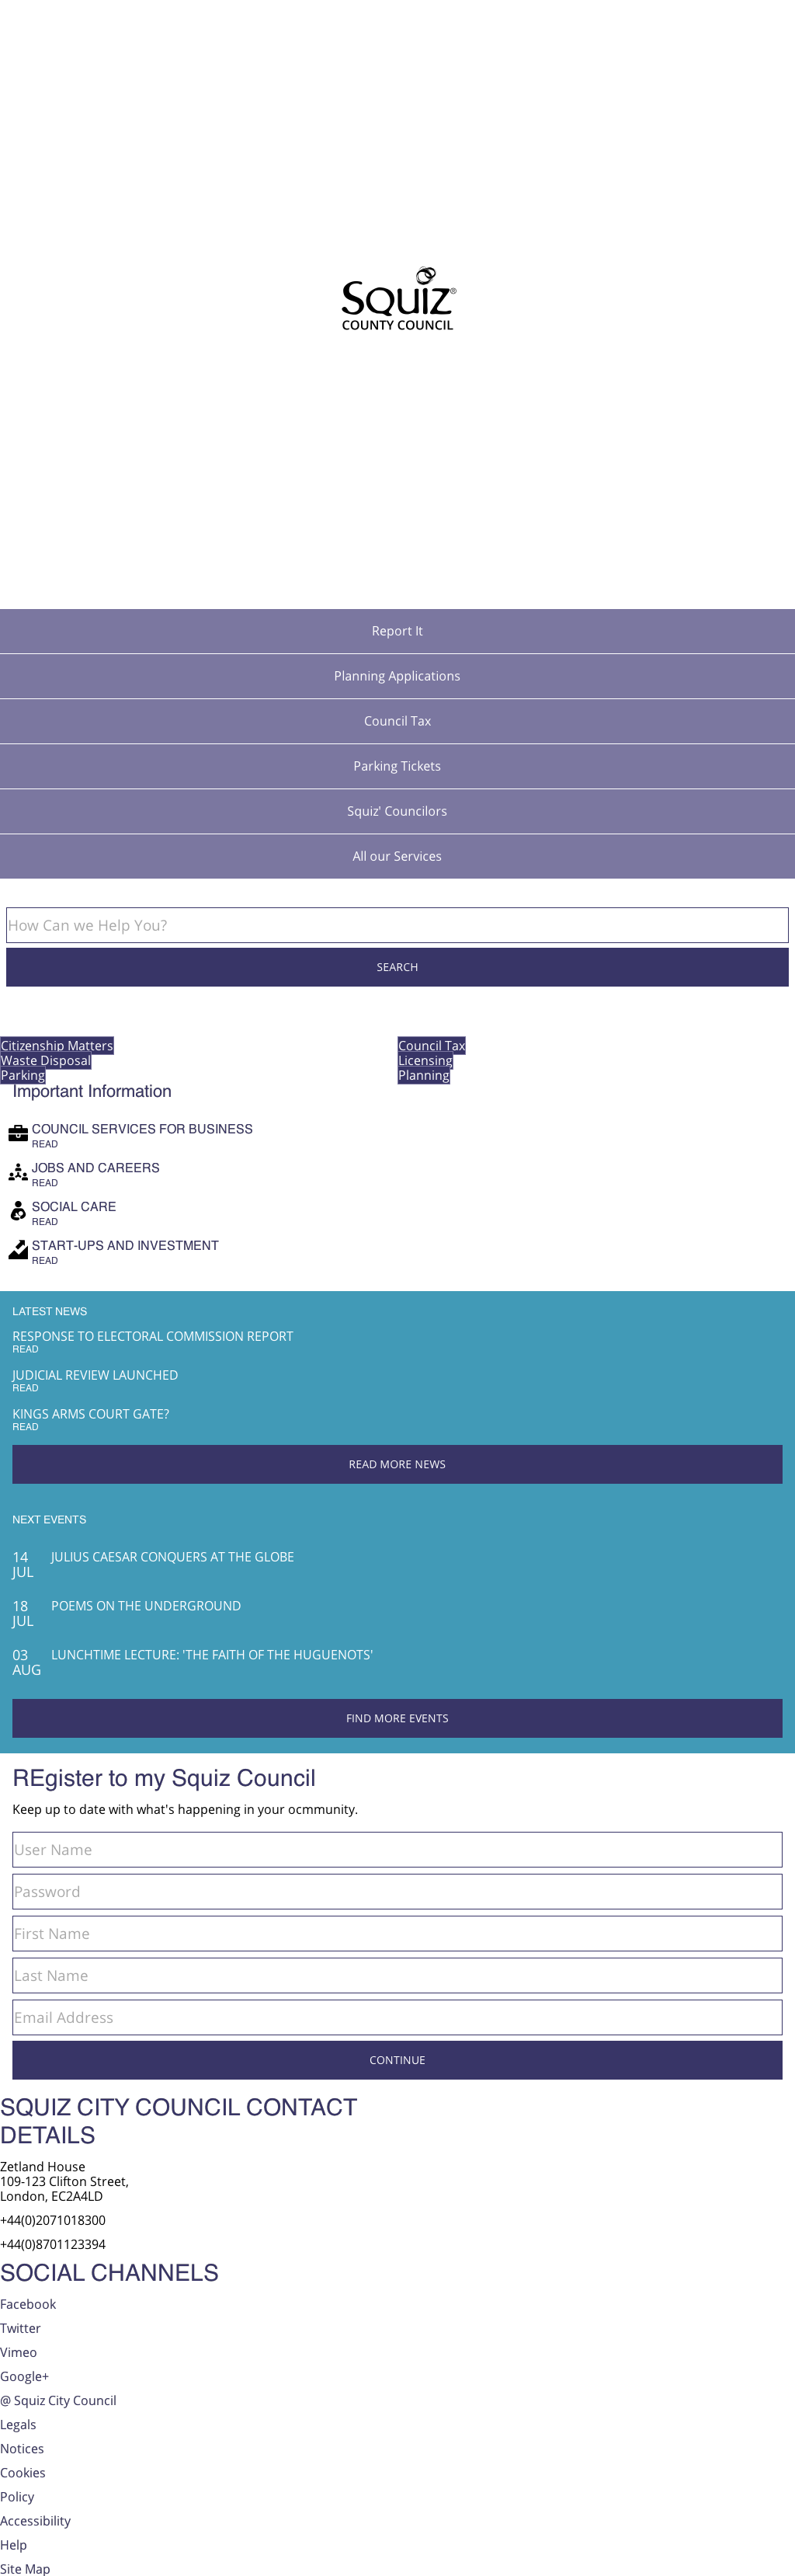 Squiz®
COUNTY COUNCIL
Report It
Planning Applications
Council Tax
Parking Tickets
Squiz' Councilors
All our Services
How Can we Help You?
SEARCH
Citizenship Matters
Council Tax
Waste Disposal
Licensing
Parking
Planning
Important Information
COUNCIL SERVICES FOR BUSINESS
READ
JOBS AND CAREERS
READ
SOCIAL CARE
READ
START-UPS AND INVESTMENT
READ
LATEST NEWS
RESPONSE TO ELECTORAL COMMISSION REPORT
READ
JUDICIAL REVIEW LAUNCHED
READ
KINGS ARMS COURT GATE?
READ
READ MORE NEWS
NEXT EVENTS
14 JULIUS CAESAR CONQUERS AT THE GLOBE
JUL
18 POEMS ON THE UNDERGROUND
JUL
03 LUNCHTIME LECTURE: 'THE FAITH OF THE HUGUENOTS'
AUG
FIND MORE EVENTS
REgister to my Squiz Council
Keep up to date with what's happening in your ocmmunity.
User Name
Password
First Name
Last Name
Email Address
CONTINUE
SQUIZ CITY COUNCIL CONTACT
DETAILS
Zetland House
109-123 Clifton Street,
London, EC2A4LD
+44(0)2071018300
+44(0)8701123394
SOCIAL CHANNELS
Facebook
Twitter
Vimeo
Google+
@ Squiz City Council
Legals
Notices
Cookies
Policy
Accessibility
Help
Site Map